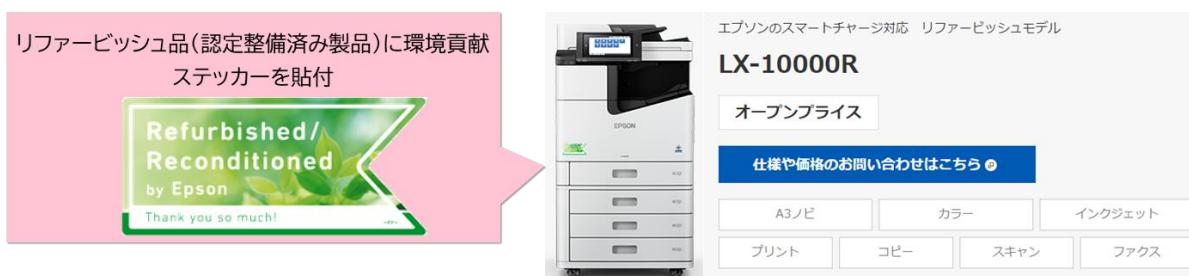 リファービッシュ品(認定整備済み製品)に環境貢献
ステッカーを貼付
Refurbished/
Reconditioned
by Epson
Thank you so much!
EPSON
エプソンのスマートチャージ対応 リファービッシュモデル
LX-10000R
オープンプライス
仕様や価格のお問い合わせはこちら
A3ノビ
カラー
インクジェット
プリント
コピー
スキャン
ファクス